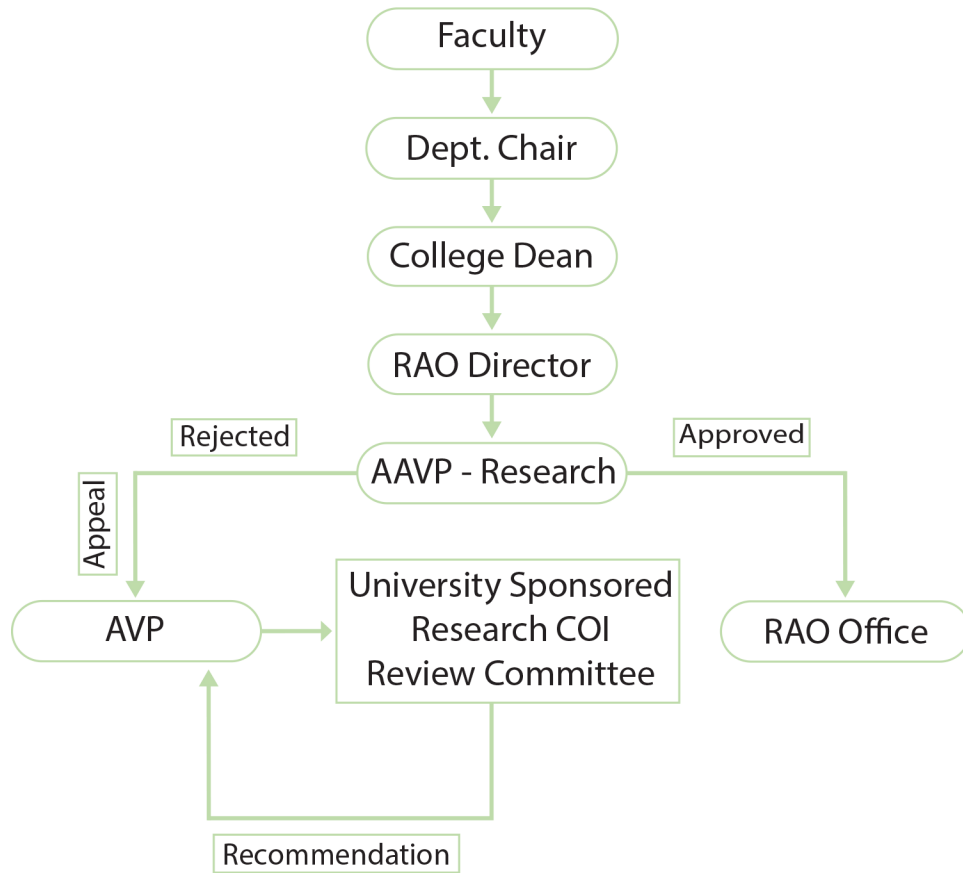 Faculty
Dept. Chair
College Dean
RAO Director
Rejected
Approved
AAVP - Research
Appeal
University Sponsored
Research COI
Review Committee
AVP
RAO Office
Recommendation